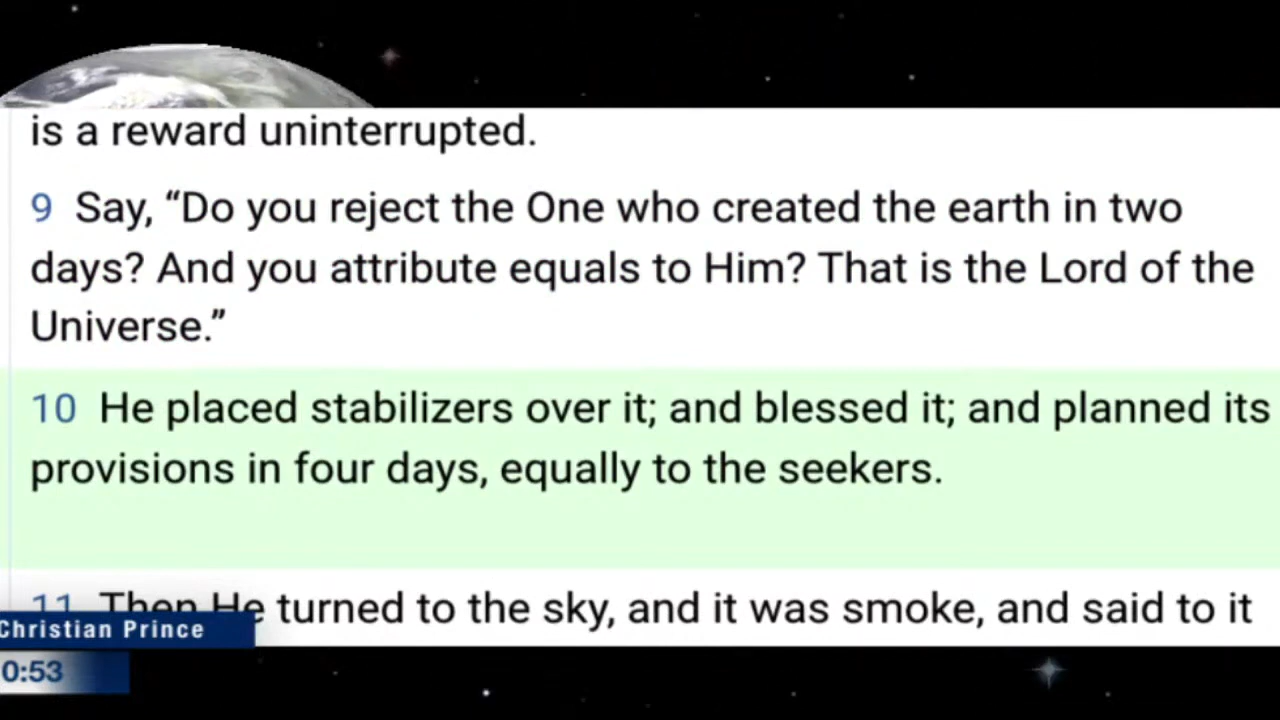 is a reward uninterrupted.
9 Say, “Do you reject the One who created the earth in two
days? And you attribute equals to Him? That is the Lord of the
Universe.”
10 He placed stabilizers over it; and blessed it; and planned its
provisions in four days, equally to the seekers.
11 Then He turned to the sky, and it was smoke, and said to it
Christian Prince
0:53